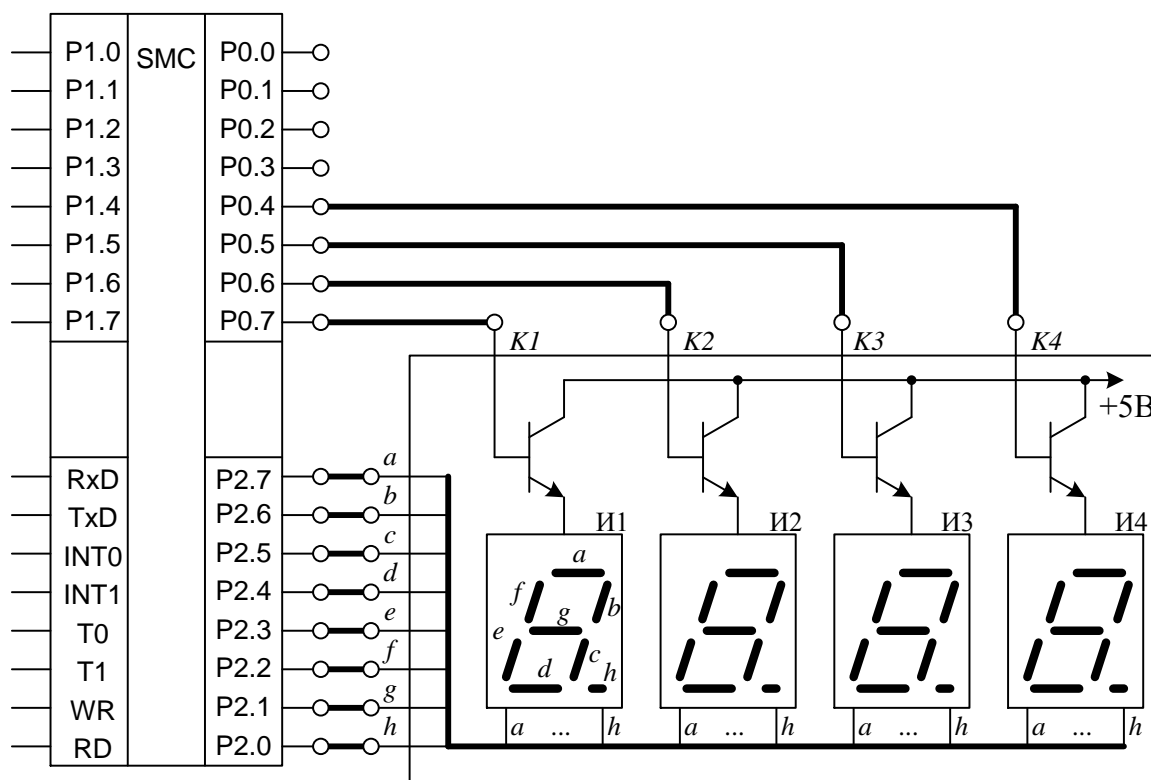 P1.0 SMC P0.0
P1.1 P0.1
P1.2 P0.2
P1.3 P0.3
P1.4 P0.4
P1.5 P0.5
P1.6 P0.6
P1.7 P0.7
K1 K2 K3 K4
+5В
RxD P2.7 a
TxD P2.6 b
INT0 P2.5 c
INT1 P2.4 d
T0 P2.3 e
T1 P2.2 f
WR P2.1 g
RD P2.0 h
И1 И2 И3 И4
a
f b
g
e c
d h
a ... h a ... h a ... h a ... h